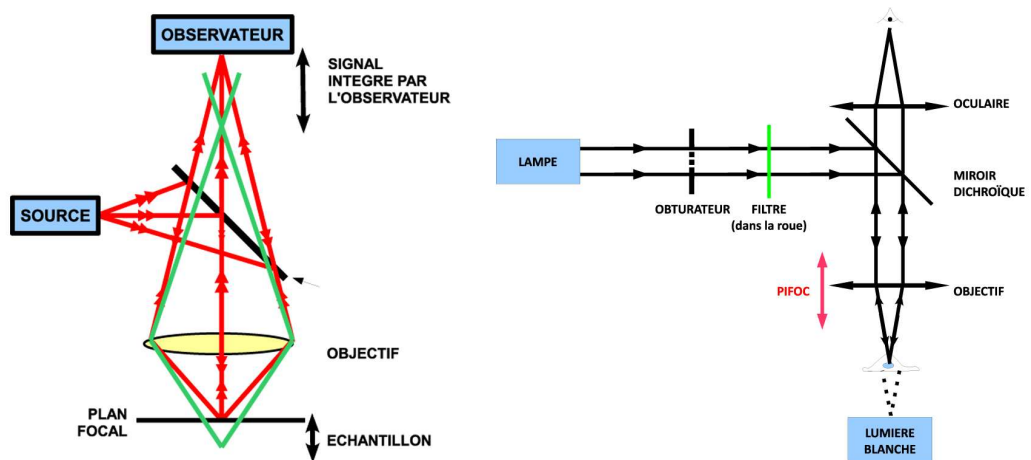 OBSERVATEUR
SIGNAL
INTEGRE PAR
L'OBSERVATEUR
SOURCE
OBJECTIF
PLAN
FOCAL
ECHANTILLON
OCULAIRE
LAMPE
MIROIR
DICHROÏQUE
OBTURATEUR
FILTRE
(dans la roue)
PIFOC
OBJECTIF
LUMIERE
BLANCHE